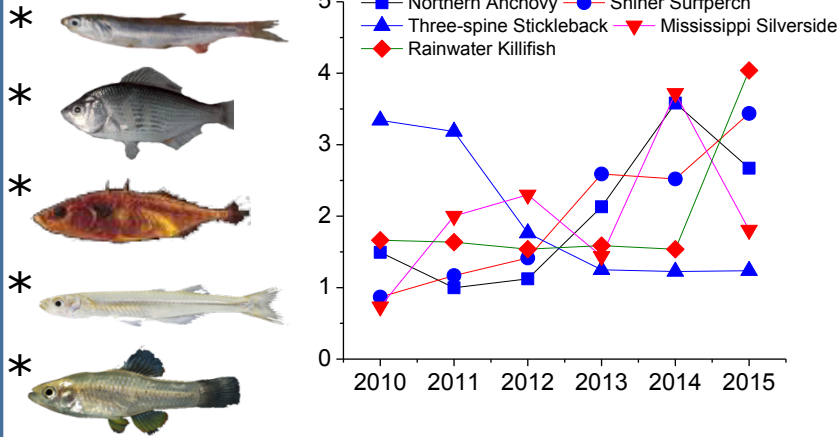 *
*
*
*
*
Northern Anchovy Shiner Surfperch
Three-spine Stickleback Mississippi Silverside
Rainwater Killifish
5
4
3
2
1
0
2010 2011 2012 2013 2014 2015